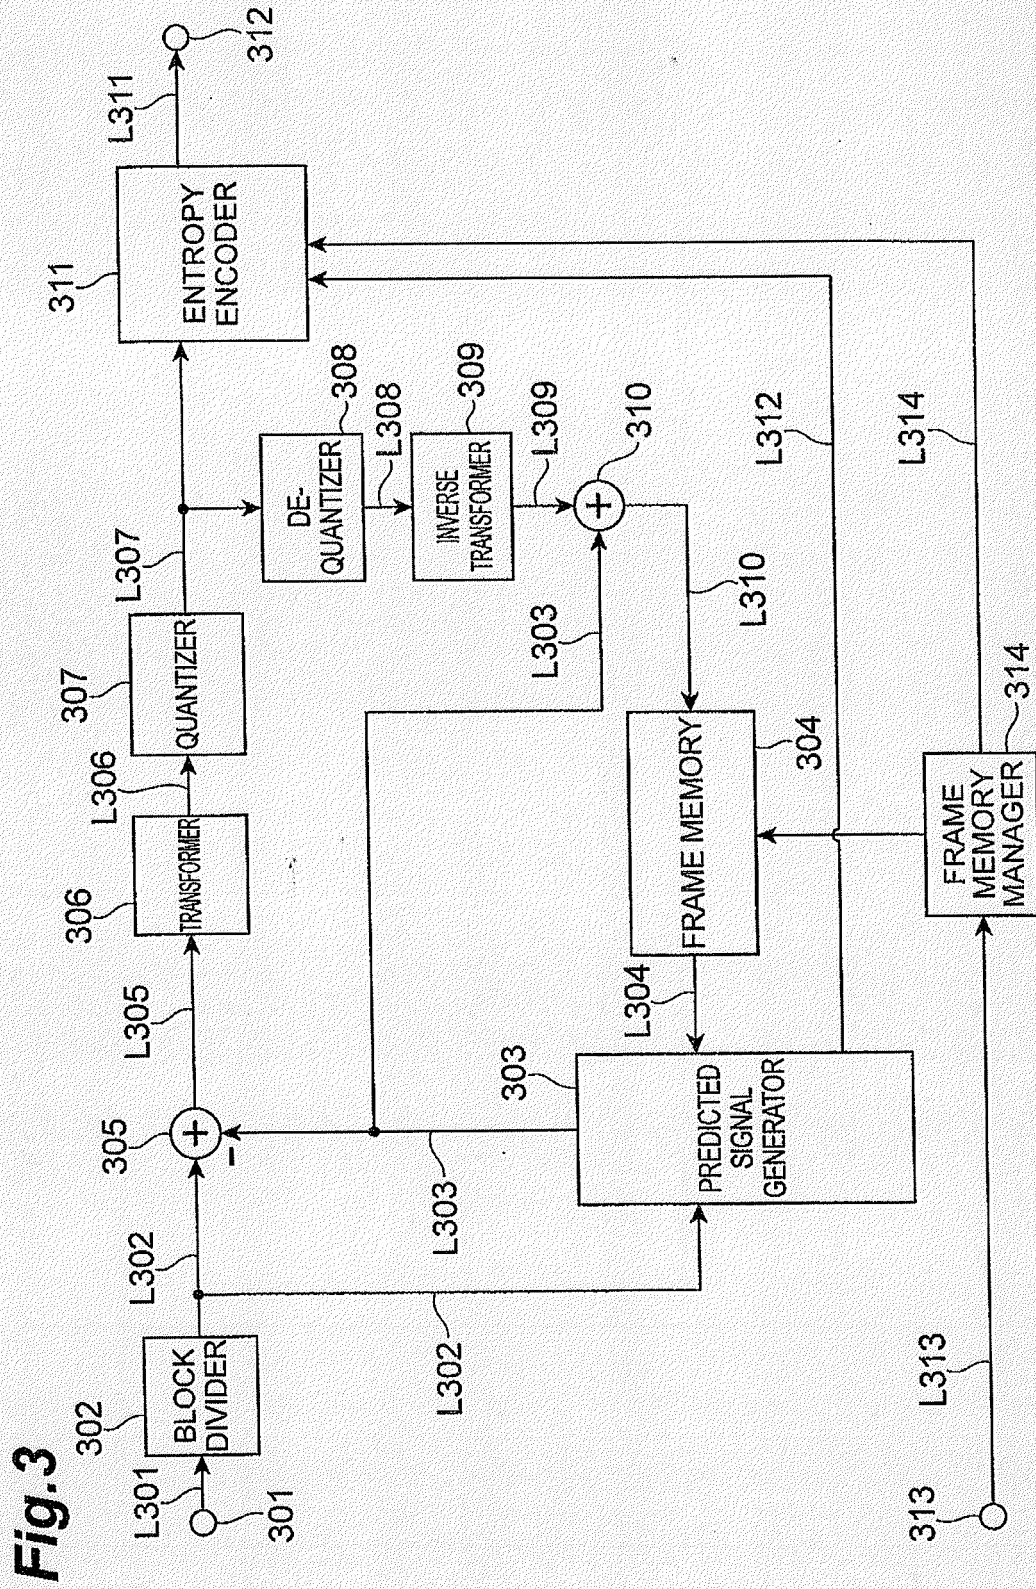 Fig.3
301
L301
302
BLOCK
DIVIDER
L302
L302
305
-
+
L305
306
TRANSFORMER
L306
307
QUANTIZER
L307
311
ENTROPY
ENCODER
L311
312
308
DE-
QUANTIZER
L308
309
INVERSE
TRANSFORMER
L309
+
310
L303
L303
L310
303
PREDICTED
SIGNAL
GENERATOR
L304
FRAME MEMORY
304
L312
L314
313
L313
FRAME
MEMORY
MANAGER
314